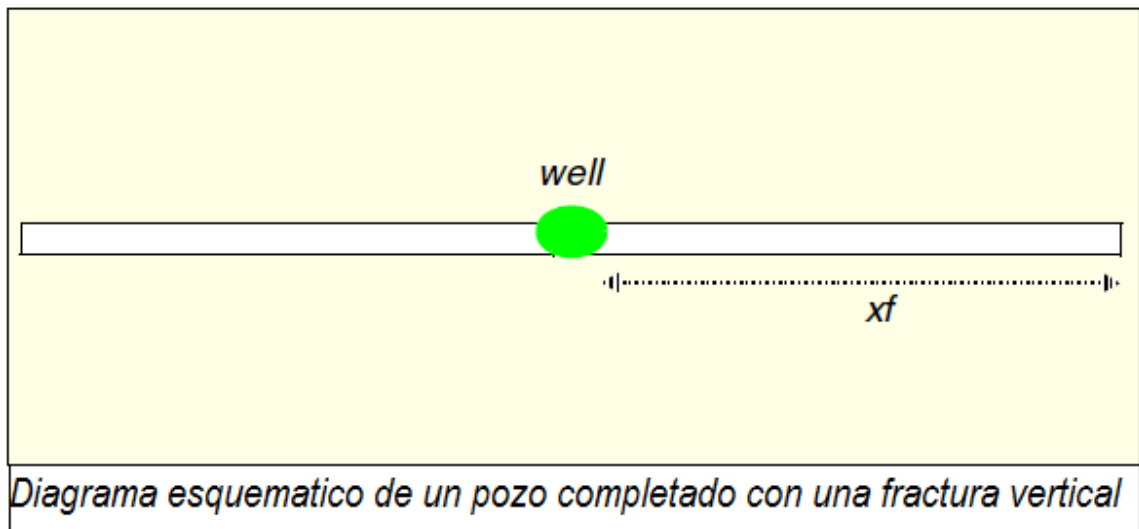 well
xf
Diagrama esquematico de un pozo completado con una fractura vertical